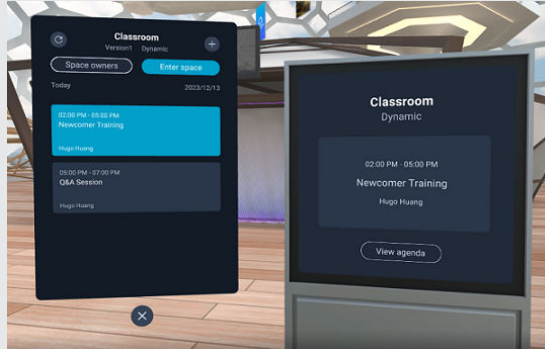 Classroom
Version1 Dynamic
Space owners
Enter space
Today
2023/12/13
02:00 PM - 05:00 PM
Newcomer Training
Hugo Huang
05:00 PM - 07:00 PM
Q&A Session
Hugo Huang
Classroom
Dynamic
02:00 PM - 05:00 PM
Newcomer Training
Hugo Huang
View agenda